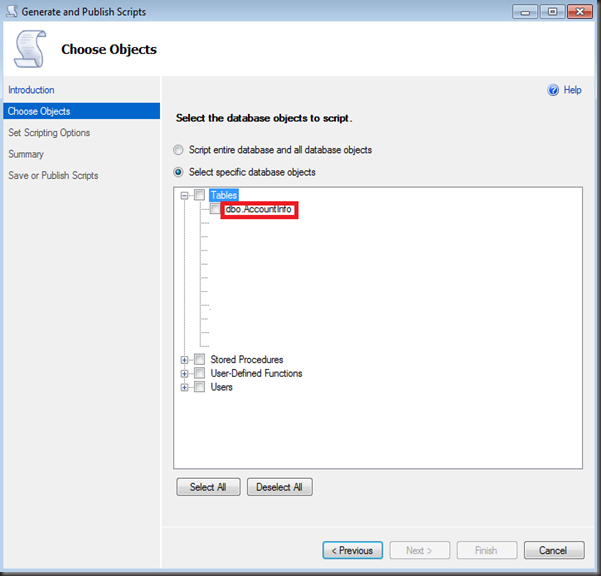 Generate and Publish Scripts
Choose Objects
Introduction
Help
Choose Objects
Set Scripting Options
Summary
Save or Publish Scripts
Select the database objects to script.
Script entire database and all database objects
Select specific database objects
Tables
dbo.AccountInfo
Stored Procedures
User-Defined Functions
Users
Select All
Deselect All
< Previous
Next >
Finish
Cancel